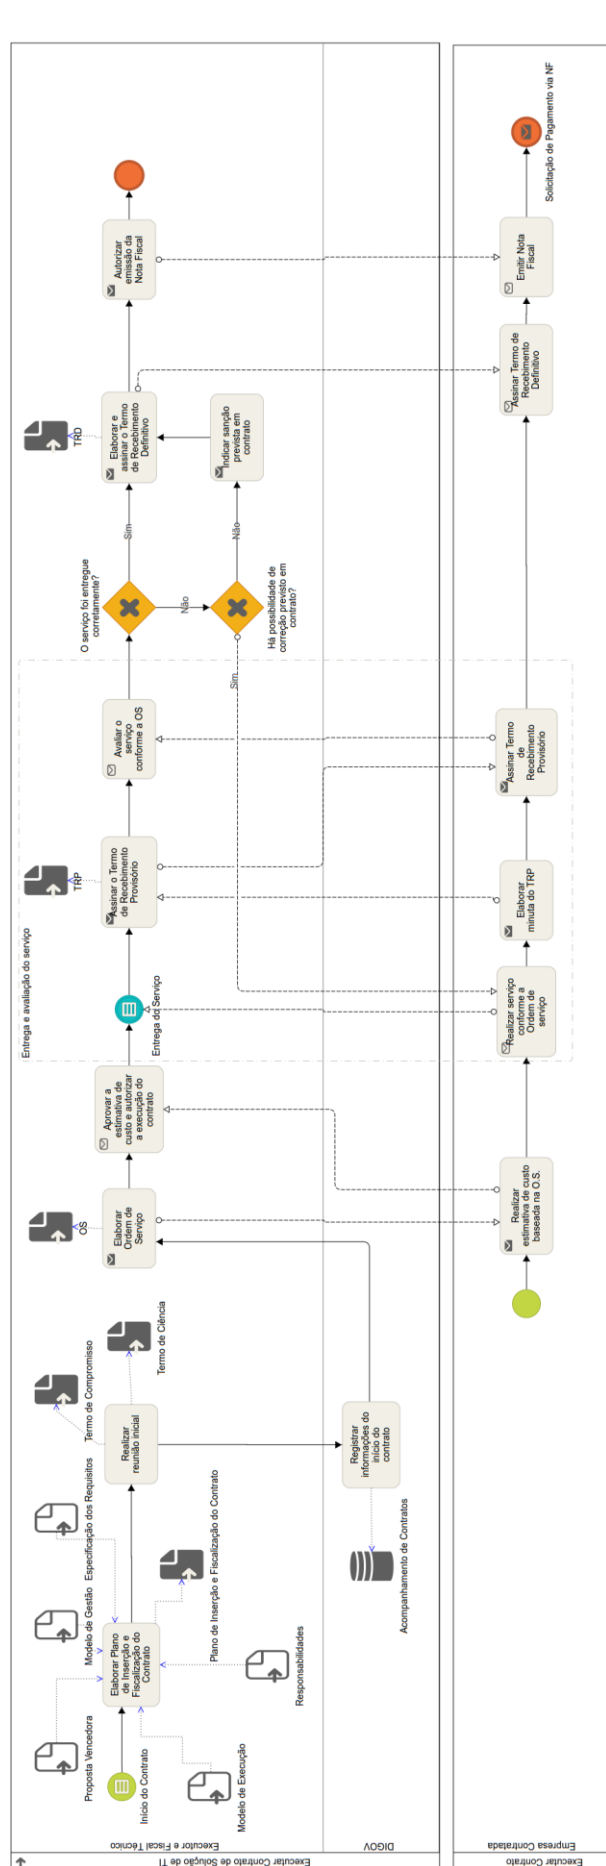 Executar Contrato de Solução de TI
Executor e Fiscal Técnico
DIGOV
Início do Contrato
Proposta Vencedora
Modelo de Gestão
Especificação dos Requisitos
Modelo de Execução
Responsabilidades
Elaborar Plano
de Inserção e
Fiscalização do
Contrato
Plano de Inserção e Fiscalização do Contrato
Realizar
reunião inicial
Termo de Compromisso
Termo de Ciência
Registrar
informações do
início do
contrato
Acompanhamento de Contratos
Elaborar
Ordem de
Serviço
OS
Aprovar a
estimativa de
custo e autorizar
a execução do
contrato
Entrega e avaliação do serviço
Entrega do Serviço
Assinar o Termo
de Recebimento
Provisório
TRP
Avaliar o
serviço
conforme a OS
O serviço foi entregue
corretamente?
Sim
Não
Há possibilidade de
correção previsto em
contrato?
Sim
Não
Indicar sanção
prevista em
contrato
Elaborar e
assinar o Termo
de Recebimento
Definitivo
TRD
Autorizar
emissão da
Nota Fiscal
Executar Contrato
Empresa Contratada
Realizar
estimativa de custo
baseada na O.S.
Realizar serviço
conforme a
Ordem de
serviço
Elaborar
minuta do TRP
Assinar Termo
de
Recebimento
Provisório
Assinar Termo de
Recebimento
Definitivo
Emitir Nota
Fiscal
Solicitação de Pagamento via NF